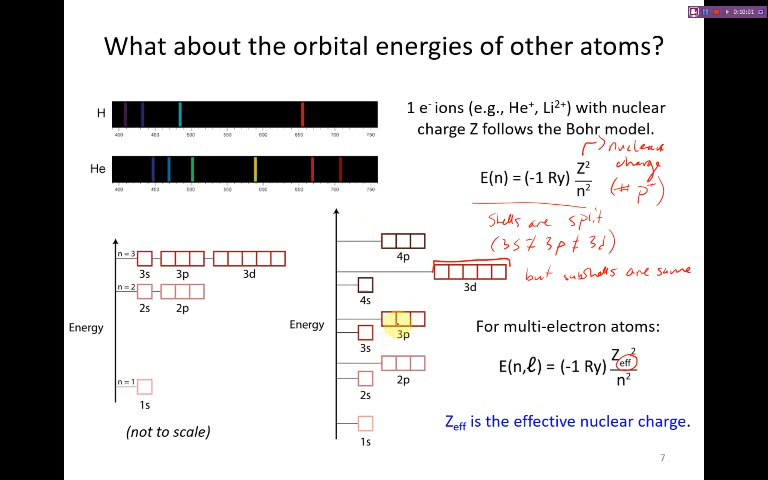 0:10:01
What about the orbital energies of other atoms?
H
400 450 500 550 600 650 700 750
He
400 450 500 550 600 650 700 750
1 e⁻ ions (e.g., He⁺, Li²⁺) with nuclear
charge Z follows the Bohr model.
E(n) = (-1 Ry) Z²/n²
nuclear
charge
(# p⁺)
shells are split
(3s ≠ 3p ≠ 3d)
but subshells are same
Energy
n=3
3s 3p 3d
n=2
2s 2p
n=1
1s
(not to scale)
Energy
4p
3d
4s
3p
3s
2p
2s
1s
For multi-electron atoms:
E(n,ℓ) = (-1 Ry) Z_eff²/n²
Z_eff is the effective nuclear charge.
7